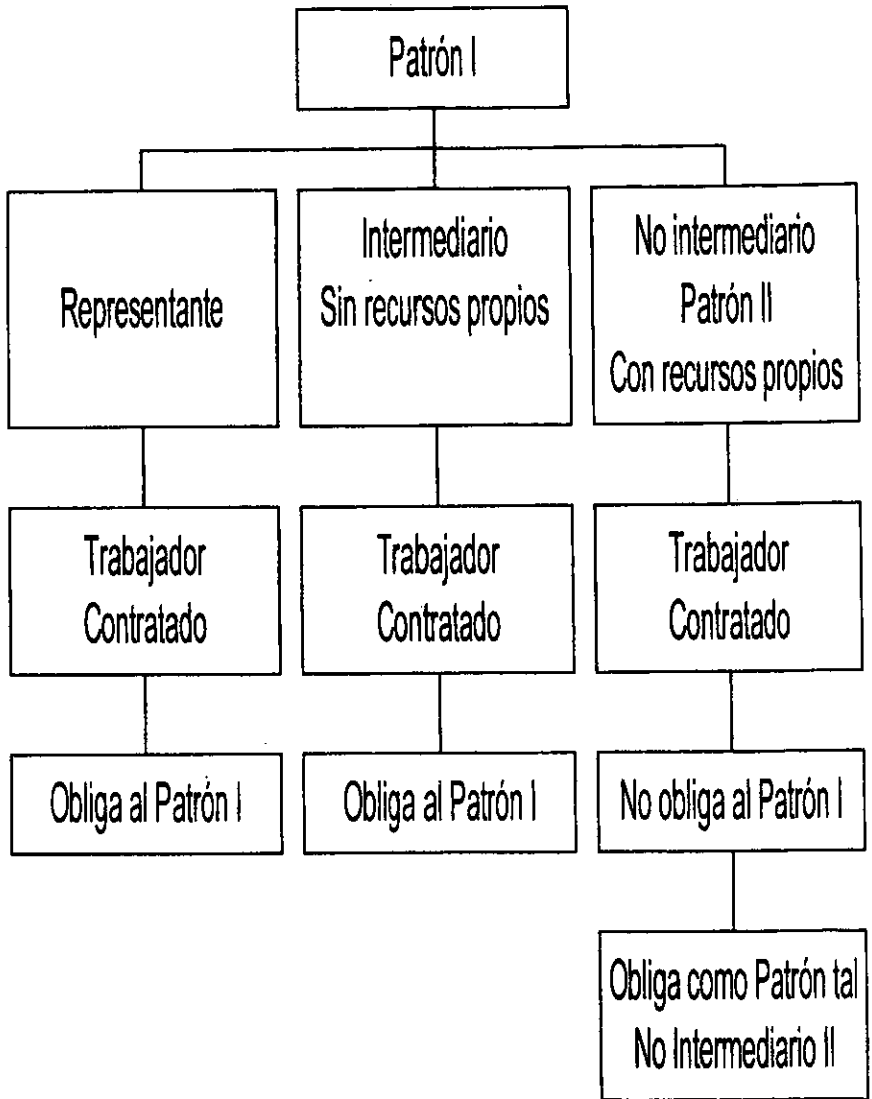 Patrón I
Representante
Intermediario
Sin recursos propios
No intermediario
Patrón II
Con recursos propios
Trabajador
Contratado
Trabajador
Contratado
Trabajador
Contratado
Obliga al Patrón I
Obliga al Patrón I
No obliga al Patrón I
Obliga como Patrón tal
No Intermediario II